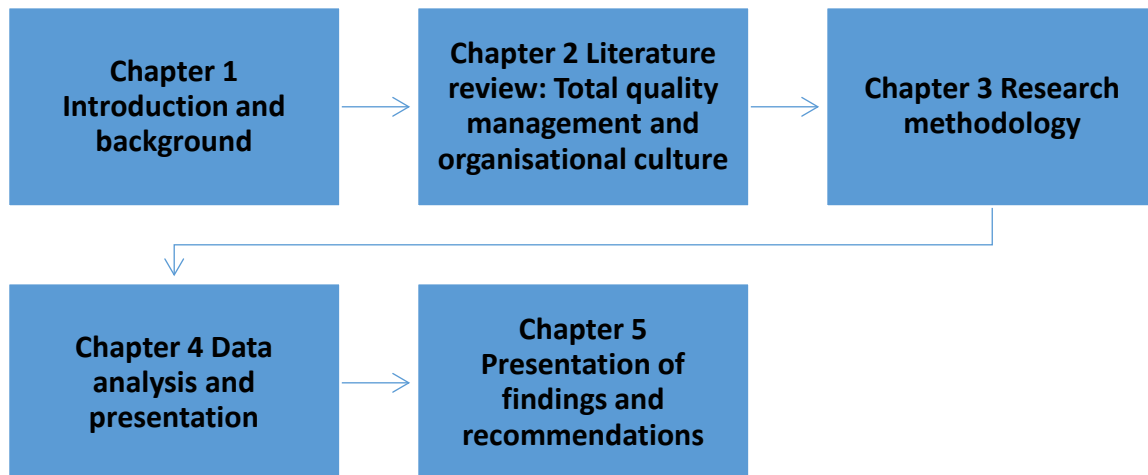 Chapter 1
Introduction and
background
Chapter 2 Literature
review: Total quality
management and
organisational culture
Chapter 3 Research
methodology
Chapter 4 Data
analysis and
presentation
Chapter 5
Presentation of
findings and
recommendations